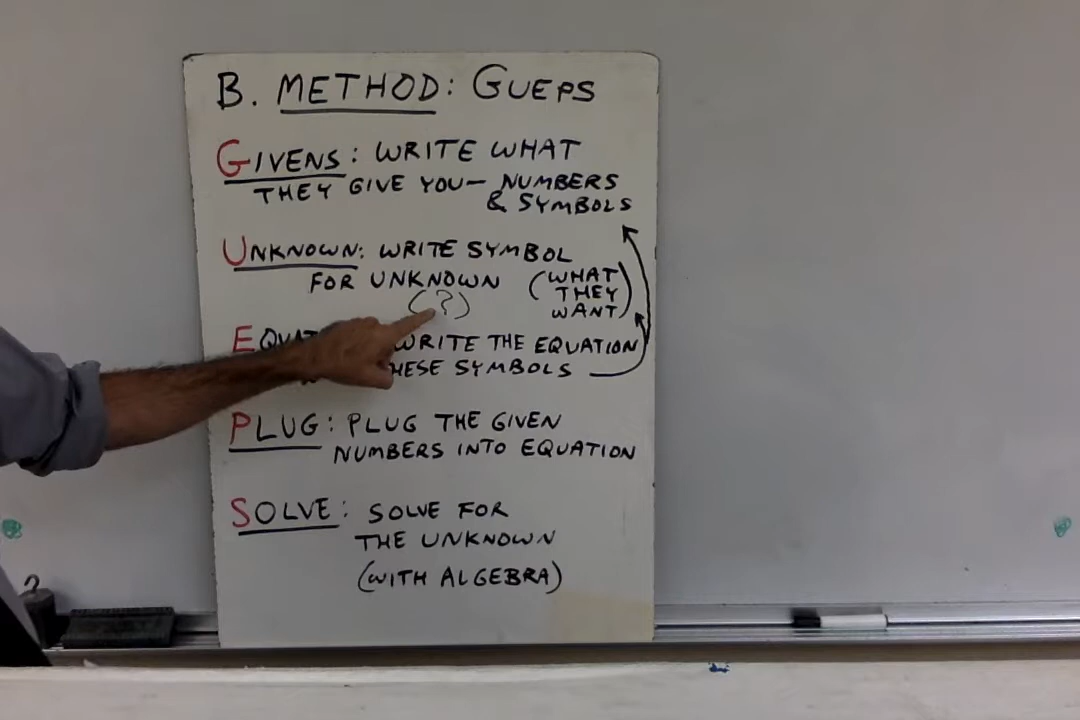 B. METHOD: GUEPS
GIVENS: WRITE WHAT
THEY GIVE YOU— NUMBERS
& SYMBOLS
UNKNOWN: WRITE SYMBOL
FOR UNKNOWN (WHAT
THEY
WANT)
(?)
WRITE THE EQUATION
THESE SYMBOLS
PLUG: PLUG THE GIVEN
NUMBERS INTO EQUATION
SOLVE: SOLVE FOR
THE UNKNOWN
(WITH ALGEBRA)